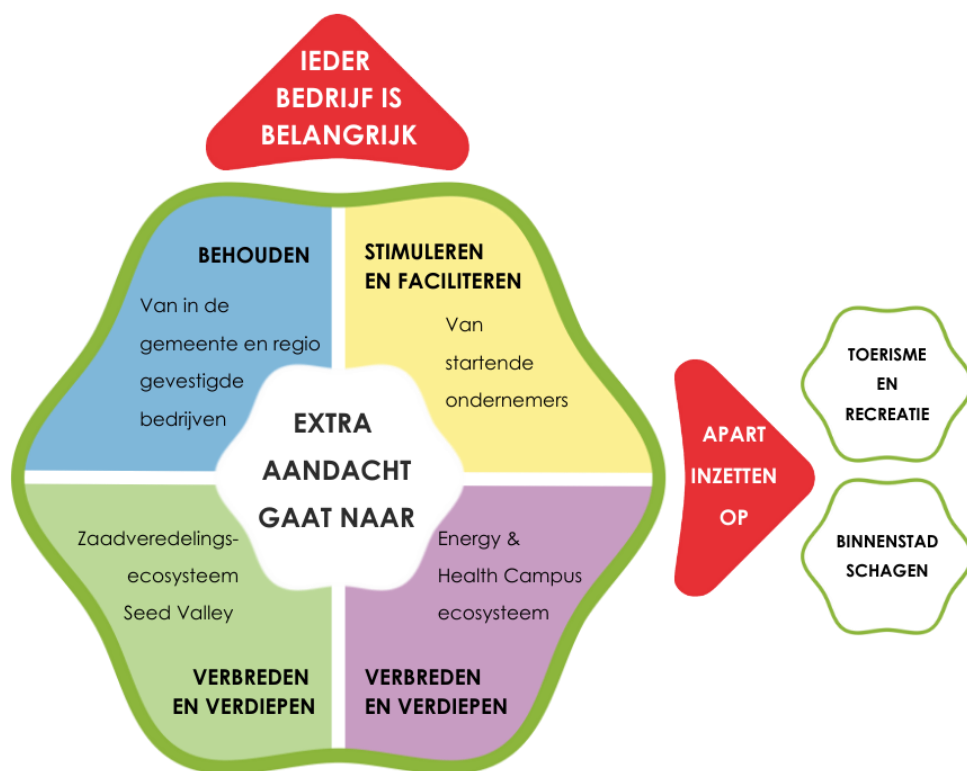 IEDER
BEDRIJF IS
BELANGRIJK
BEHOUDEN
Van in de
gemeente en regio
gevestigde
bedrijven
STIMULEREN
EN FACILITEREN
Van
startende
ondernemers
EXTRA
AANDACHT
GAAT NAAR
Zaadveredelings-
ecosysteem
Seed Valley
VERBREDEN
EN VERDIEPEN
Energy &
Health Campus
ecosysteem
VERBREDEN
EN VERDIEPEN
APART
INZETTEN
OP
TOERISME
EN
RECREATIE
BINNENSTAD
SCHAGEN